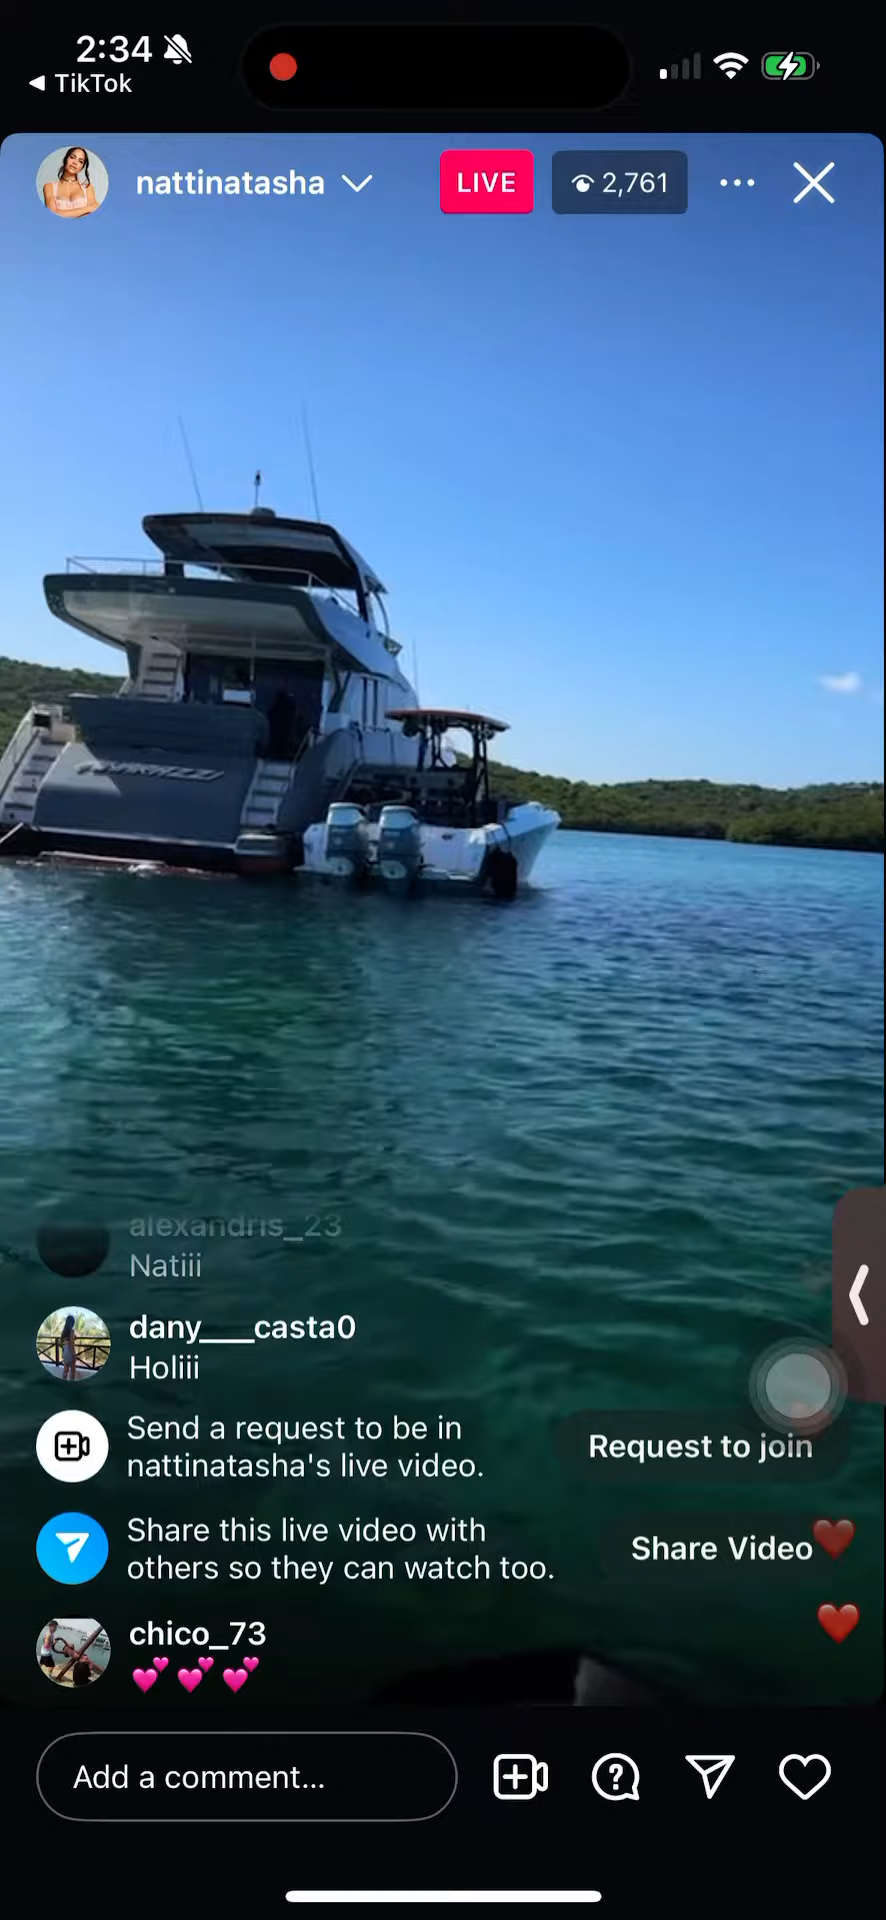 2:34
◀ TikTok
nattinatasha
LIVE
2,761
alexandris_23
Natiii
dany___casta0
Holiii
Send a request to be in
nattinatasha's live video.
Request to join
Share this live video with
others so they can watch too.
Share Video
chico_73
💕 💕 💕
Add a comment...